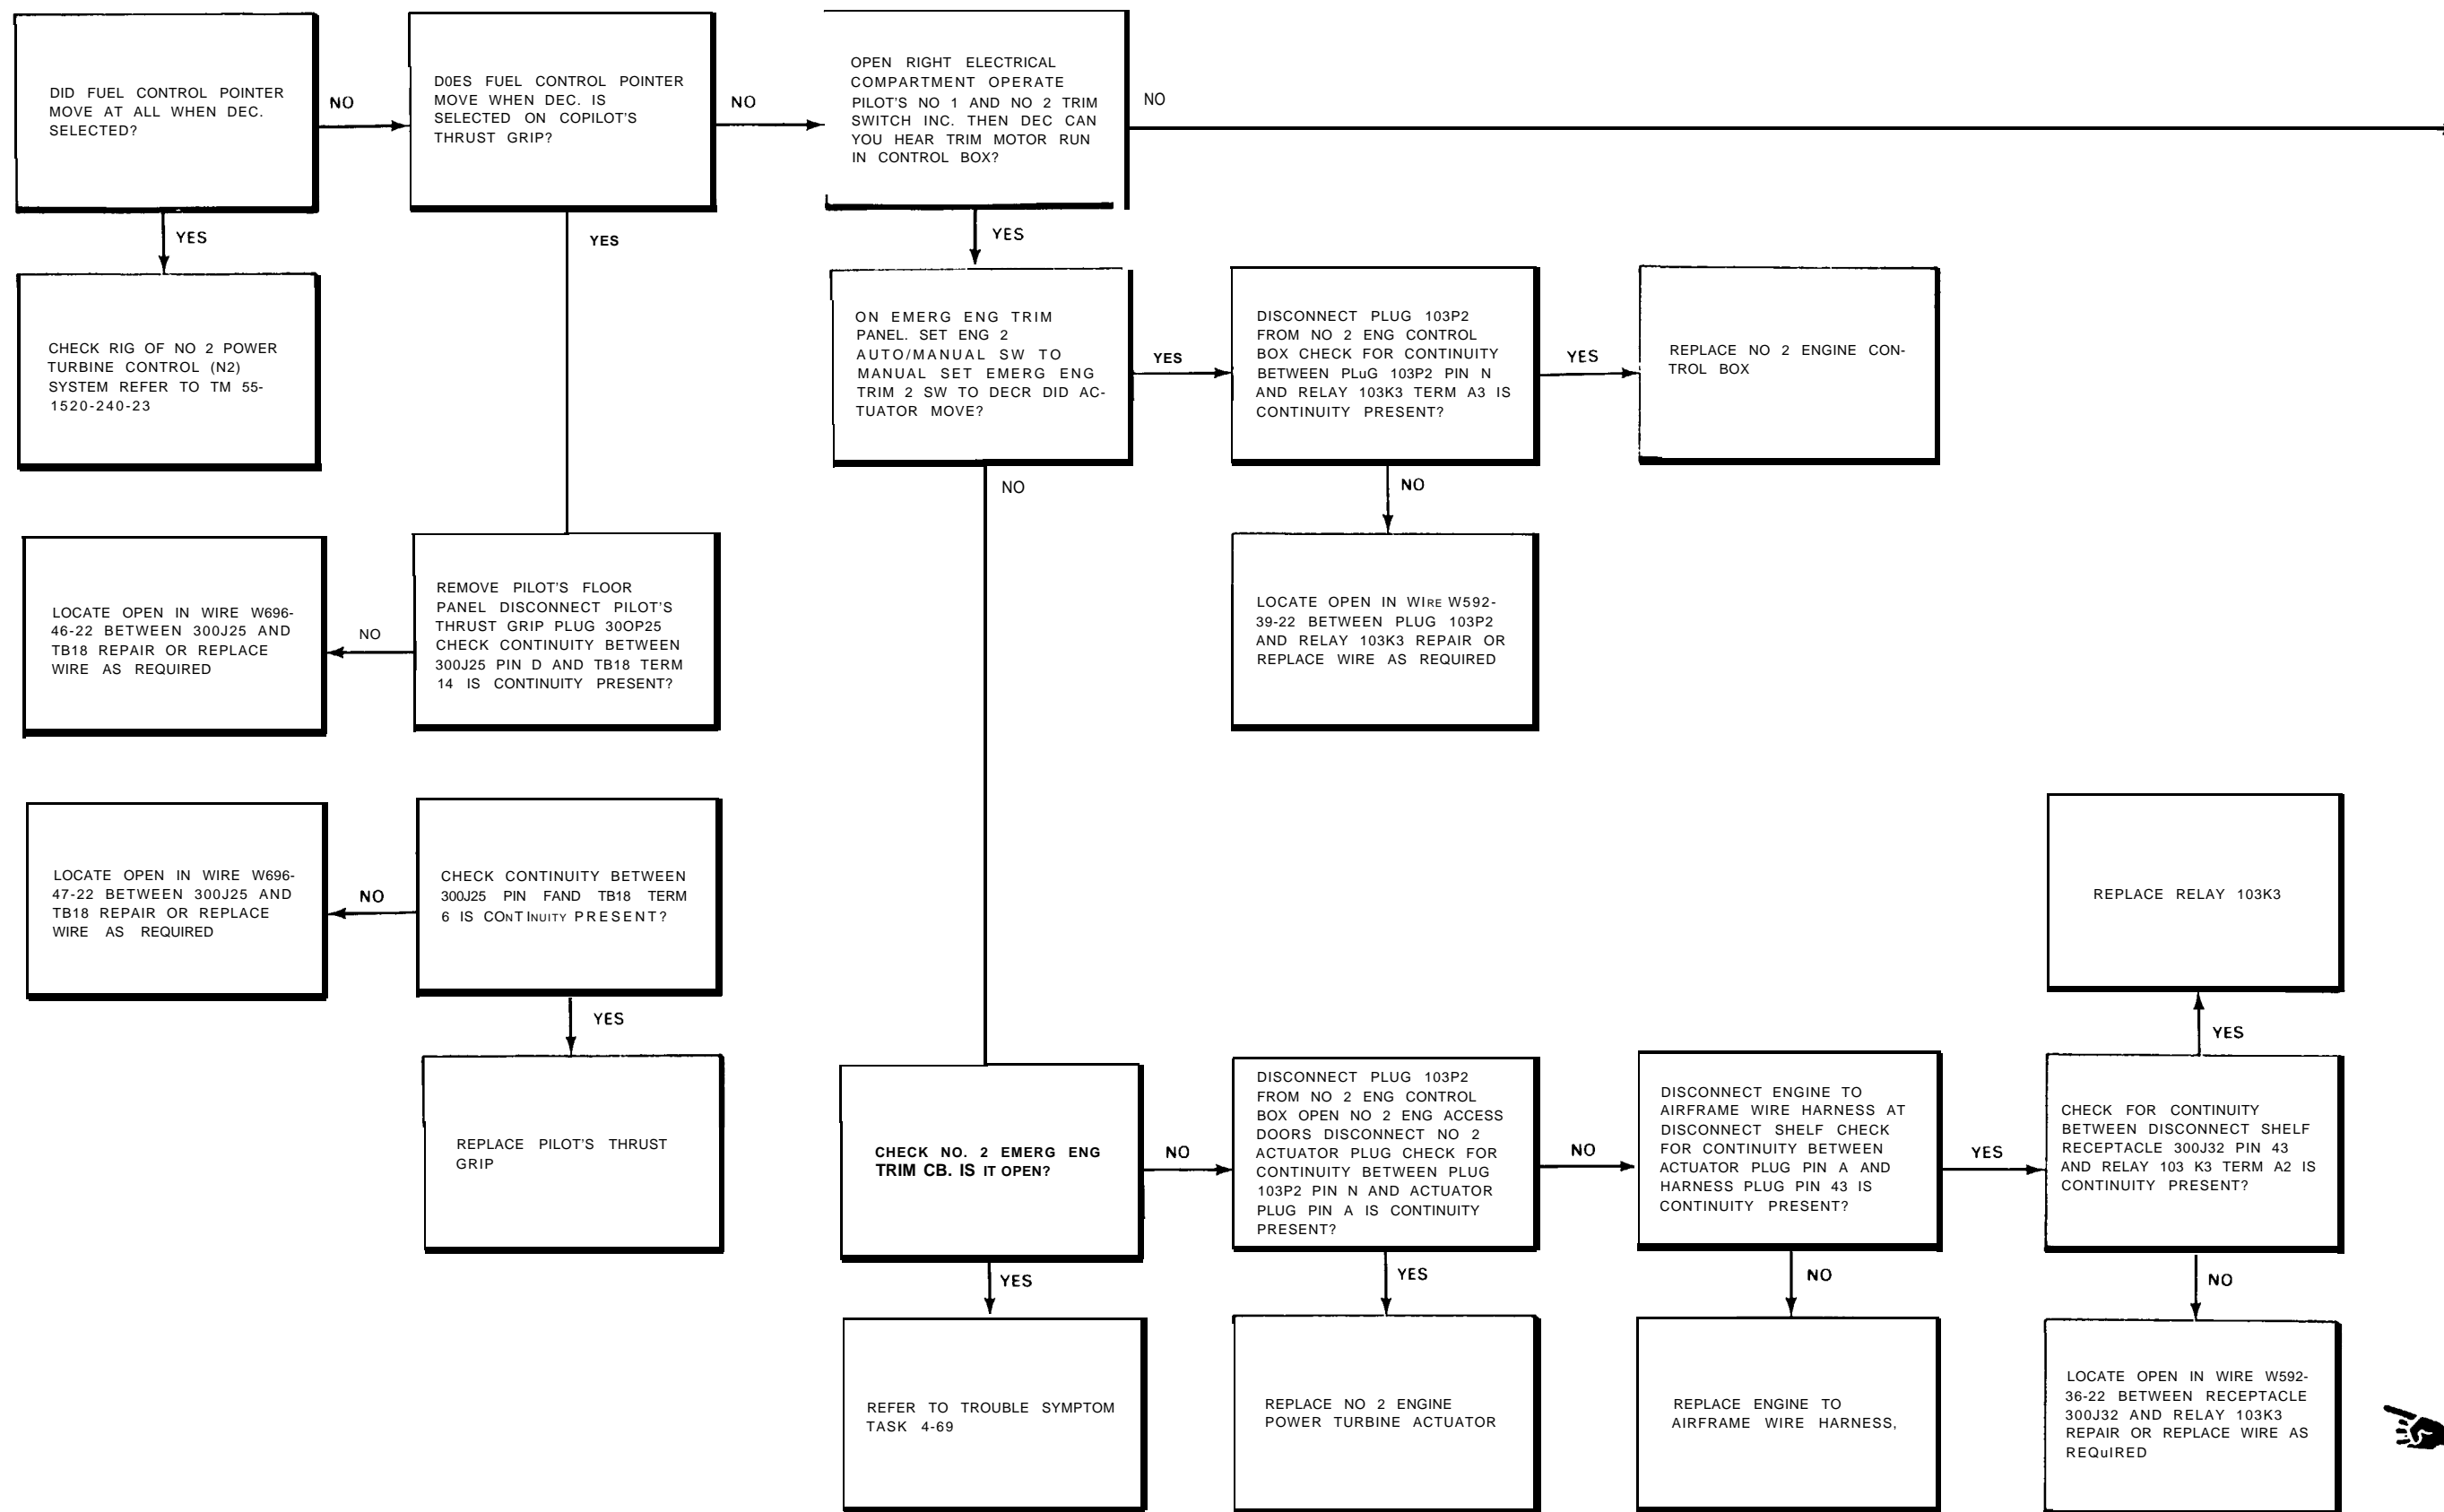 DID FUEL CONTROL POINTER
MOVE AT ALL WHEN DEC.
SELECTED?
NO
D0ES FUEL CONTROL POINTER
MOVE WHEN DEC. IS
SELECTED ON COPILOT'S
THRUST GRIP?
NO
OPEN RIGHT ELECTRICAL
COMPARTMENT OPERATE
PILOT'S NO 1 AND NO 2 TRIM
SWITCH INC. THEN DEC CAN
YOU HEAR TRIM MOTOR RUN
IN CONTROL BOX?
NO
YES
YES
YES
CHECK RIG OF NO 2 POWER
TURBINE CONTROL (N2)
SYSTEM REFER TO TM 55-
1520-240-23
ON EMERG ENG TRIM
PANEL. SET ENG 2
AUTO/MANUAL SW TO
MANUAL SET EMERG ENG
TRIM 2 SW TO DECR DID AC-
TUATOR MOVE?
YES
DISCONNECT PLUG 103P2
FROM NO 2 ENG CONTROL
BOX CHECK FOR CONTINUITY
BETWEEN PLuG 103P2 PIN N
AND RELAY 103K3 TERM A3 IS
CONTINUITY PRESENT?
YES
REPLACE NO 2 ENGINE CON-
TROL BOX
NO
NO
LOCATE OPEN IN WIRE W696-
46-22 BETWEEN 300J25 AND
TB18 REPAIR OR REPLACE
WIRE AS REQUIRED
NO
REMOVE PILOT'S FLOOR
PANEL DISCONNECT PILOT'S
THRUST GRIP PLUG 30OP25
CHECK CONTINUITY BETWEEN
300J25 PIN D AND TB18 TERM
14 IS CONTINUITY PRESENT?
LOCATE OPEN IN WIRE W592-
39-22 BETWEEN PLUG 103P2
AND RELAY 103K3 REPAIR OR
REPLACE WIRE AS REQUIRED
LOCATE OPEN IN WIRE W696-
47-22 BETWEEN 300J25 AND
TB18 REPAIR OR REPLACE
WIRE AS REQUIRED
NO
CHECK CONTINUITY BETWEEN
300J25 PIN FAND TB18 TERM
6 IS COnTInUITY PRESENT?
REPLACE RELAY 103K3
YES
YES
REPLACE PILOT'S THRUST
GRIP
CHECK NO. 2 EMERG ENG
TRIM CB. IS IT OPEN?
NO
DISCONNECT PLUG 103P2
FROM NO 2 ENG CONTROL
BOX OPEN NO 2 ENG ACCESS
DOORS DISCONNECT NO 2
ACTUATOR PLUG CHECK FOR
CONTINUITY BETWEEN PLUG
103P2 PIN N AND ACTUATOR
PLUG PIN A IS CONTINUITY
PRESENT?
NO
DISCONNECT ENGINE TO
AIRFRAME WIRE HARNESS AT
DISCONNECT SHELF CHECK
FOR CONTINUITY BETWEEN
ACTUATOR PLUG PIN A AND
HARNESS PLUG PIN 43 IS
CONTINUITY PRESENT?
YES
CHECK FOR CONTINUITY
BETWEEN DISCONNECT SHELF
RECEPTACLE 300J32 PIN 43
AND RELAY 103 K3 TERM A2 IS
CONTINUITY PRESENT?
YES
YES
NO
NO
REFER TO TROUBLE SYMPTOM
TASK 4-69
REPLACE NO 2 ENGINE
POWER TURBINE ACTUATOR
REPLACE ENGINE TO
AIRFRAME WIRE HARNESS,
LOCATE OPEN IN WIRE W592-
36-22 BETWEEN RECEPTACLE
300J32 AND RELAY 103K3
REPAIR OR REPLACE WIRE AS
REQuIRED